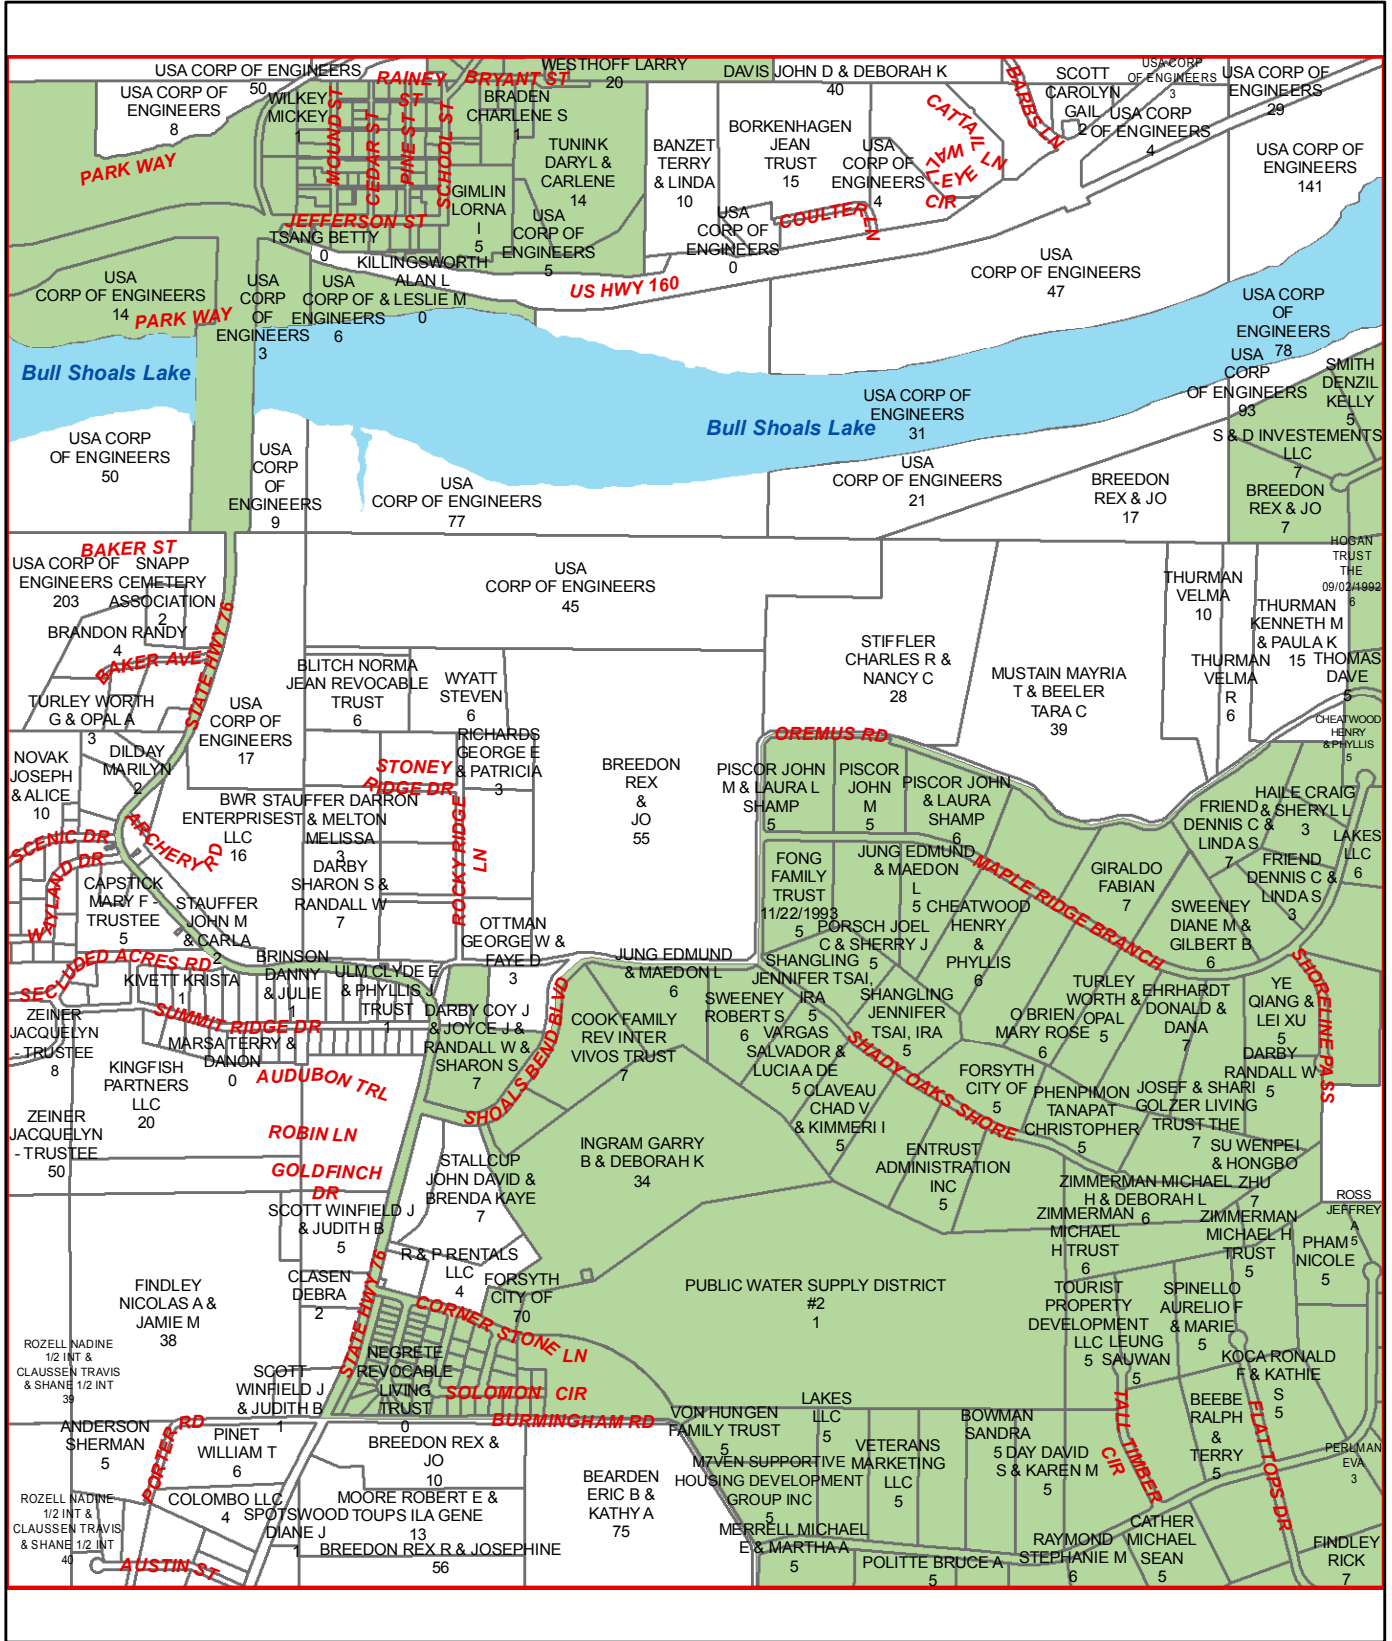 USA CORP OF ENGINEERS
50
USA CORP OF
ENGINEERS
8
PARK WAY
WILKEY
MICKEY
1
RAINEY
ST
BRYANT ST
MOUND ST
CEDAR ST
PINE ST
SCHOOL ST
BRADEN
CHARLENE S
1
WESTHOFF LARRY
20
TUNINK
DARYL &
CARLENE
14
GIMLIN
LORNA
I
5
USA
CORP OF
ENGINEERS
5
JEFFERSON ST
TSANG BETTY
0
KILLINGSWORTH
ALAN L
& LESLIE M
0
DAVIS JOHN D & DEBORAH K
40
BANZET
TERRY
& LINDA
10
BORKENHAGEN
JEAN
TRUST
15
USA
CORP OF
ENGINEERS
4
USA
CORP OF
ENGINEERS
0
COULTER LN
CATTAIL LN
WAL
L-EYE
CIR
BARBS LN
SCOTT
CAROLYN
GAIL
2
USA CORP
OF ENGINEERS
3
USA CORP
OF ENGINEERS
4
USA CORP OF
ENGINEERS
29
USA CORP OF
ENGINEERS
141
USA
CORP OF ENGINEERS
14
PARK WAY
USA
CORP
OF
ENGINEERS
3
USA
CORP OF
ENGINEERS
6
US HWY 160
USA
CORP OF ENGINEERS
47
USA CORP
OF
ENGINEERS
78
USA
CORP
OF ENGINEERS
93
SMITH
DENZIL
KELLY
5
Bull Shoals Lake
Bull Shoals Lake
USA CORP OF
ENGINEERS
31
USA CORP
OF ENGINEERS
50
USA
CORP
OF
ENGINEERS
9
USA
CORP OF ENGINEERS
77
USA
CORP OF ENGINEERS
21
BREEDON
REX & JO
17
S & D INVESTEMENTS
LLC
7
BREEDON
REX & JO
7
BAKER ST
USA CORP OF
ENGINEERS
203
SNAPP
CEMETERY
ASSOCIATION
2
BRANDON RANDY
4
BAKER AVE
STATE HWY 76
TURLEY WORTH
G & OPAL A
3
USA
CORP OF ENGINEERS
45
HOGAN
TRUST
THE
09/02/1992
6
THURMAN
VELMA
10
THURMAN
KENNETH M
& PAULA K
15
THURMAN
VELMA
R
6
THOMAS
DAVE
5
STIFFLER
CHARLES R &
NANCY C
28
MUSTAIN MAYRIA
T & BEELER
TARA C
39
BLITCH NORMA
JEAN REVOCABLE
TRUST
6
WYATT
STEVEN
6
USA
CORP OF
ENGINEERS
17
RICHARDS
GEORGE E
& PATRICIA
3
NOVAK
JOSEPH
& ALICE
10
DILDAY
MARILYN
2
STONEY
RIDGE DR
BREEDON
REX
&
JO
55
OREMUS RD
PISCOR JOHN
M & LAURA L
SHAMP
5
PISCOR
JOHN
M
5
PISCOR JOHN
& LAURA
SHAMP
6
CHEATWOOD
HENRY
& PHYLLIS
5
HAILE CRAIG
& SHERYL L
3
FRIEND
DENNIS C &
LINDA S
7
LAKES
LLC
6
FRIEND
DENNIS C &
LINDA S
3
BWR
ENTERPRISEST
LLC
16
STAUFFER DARRON
& MELTON
MELISSA
3
ARCHERY RD
SCENIC DR
WAYLAND DR
ROCKY RIDGE LN
DARBY
SHARON S &
RANDALL W
7
CAPSTICK
MARY F -
TRUSTEE
5
STAUFFER
JOHN M
& CARLA
2
OTTMAN
GEORGE W &
FAYE D
3
FONG
FAMILY
TRUST
11/22/1993
5
JUNG EDMUND
& MAEDON
L
5
MAPLE RIDGE BRANCH
GIRALDO
FABIAN
7
SWEENEY
DIANE M &
GILBERT B
6
PORSCH JOEL
C & SHERRY J
5
CHEATWOOD
HENRY
&
PHYLLIS
6
SECLUDED ACRES RD
KIVETT KRISTA
1
BRINSON
DANNY
& JULIE
1
ULM CLYDE E
& PHYLLIS J
TRUST
1
JUNG EDMUND
& MAEDON L
6
SHANGLING
JENNIFER TSAI,
IRA
5
SHANGLING
JENNIFER
TSAI, IRA
5
SHORELINE PASS
YE
QIANG &
LEI XU
5
TURLEY
WORTH &
OPAL
5
EHRHARDT
DONALD &
DANA
7
O BRIEN
MARY ROSE
6
ZEINER
JACQUELYN
- TRUSTEE
8
SUMMIT RIDGE DR
MARSA TERRY &
DANON
0
DARBY COY J
& JOYCE J &
RANDALL W &
SHARON S
7
SHOALS BEND BLVD
COOK FAMILY
REV INTER
VIVOS TRUST
7
SWEENEY
ROBERT S
6
VARGAS
SALVADOR &
LUCIA A DE
5
SHADY OAKS SHORE
DARBY
RANDALL W
5
KINGFISH
PARTNERS
LLC
20
AUDUBON TRL
ROBIN LN
GOLDFINCH
DR
CLAVEAU
CHAD V
& KIMMERI I
5
FORSYTH
CITY OF
5
PHENPIMON
TANAPAT
CHRISTOPHER
5
JOSEF & SHARI
GOLZER LIVING
TRUST THE
7
ZEINER
JACQUELYN
- TRUSTEE
50
STALLCUP
JOHN DAVID &
BRENDA KAYE
7
INGRAM GARRY
B & DEBORAH K
34
ENTRUST
ADMINISTRATION
INC
5
SU WENPEI
& HONGBO
ZHU
7
ZIMMERMAN MICHAEL
H & DEBORAH L
6
SCOTT WINFIELD J
& JUDITH B
5
ZIMMERMAN
MICHAEL
H TRUST
6
ZIMMERMAN
MICHAEL H
TRUST
5
ROSS
JEFFREY
A
5
PHAM
NICOLE
5
STATE HWY 76
R & P RENTALS
LLC
4
FORSYTH
CITY OF
70
CLASEN
DEBRA
2
FINDLEY
NICOLAS A &
JAMIE M
38
PUBLIC WATER SUPPLY DISTRICT
#2
1
TOURIST
PROPERTY
DEVELOPMENT
LLC
5
LEUNG
SAUWAN
5
SPINELLO
AURELIO F
& MARIE
5
CORNER STONE LN
ROZELL NADINE
1/2 INT &
CLAUSSEN TRAVIS
& SHANE 1/2 INT
39
NEGRETE
REVOCABLE
LIVING
TRUST
0
SOLOMON CIR
SCOTT
WINFIELD J
& JUDITH B
1
KOCA RONALD
F & KATHIE
S
5
BURMINGHAM RD
TALL TIMBER CIR
BEEBE
RALPH
&
TERRY
5
FLAT TOPS DR
ANDERSON
SHERMAN
5
PORTER RD
PINET
WILLIAM T
6
BREEDON REX &
JO
10
VON HUNGEN
FAMILY TRUST
5
LAKES
LLC
5
VETERANS
MARKETING
LLC
5
BOWMAN
SANDRA
5
DAY DAVID
S & KAREN M
5
PERLMAN
EVA
3
M7VEN SUPPORTIVE
HOUSING DEVELOPMENT
GROUP INC
5
BEARDEN
ERIC B &
KATHY A
75
ROZELL NADINE
1/2 INT &
CLAUSSEN TRAVIS
& SHANE 1/2 INT
40
COLOMBO LLC
4
SPOTSWOOD
DIANE J
1
MOORE ROBERT E &
TOUPS ILA GENE
13
BREEDON REX R & JOSEPHINE
56
AUSTIN ST
MERRELL MICHAEL
E & MARTHA A
5
POLITTE BRUCE A
5
RAYMOND
STEPHANIE M
6
CATHER
MICHAEL
SEAN
5
FINDLEY
RICK
7